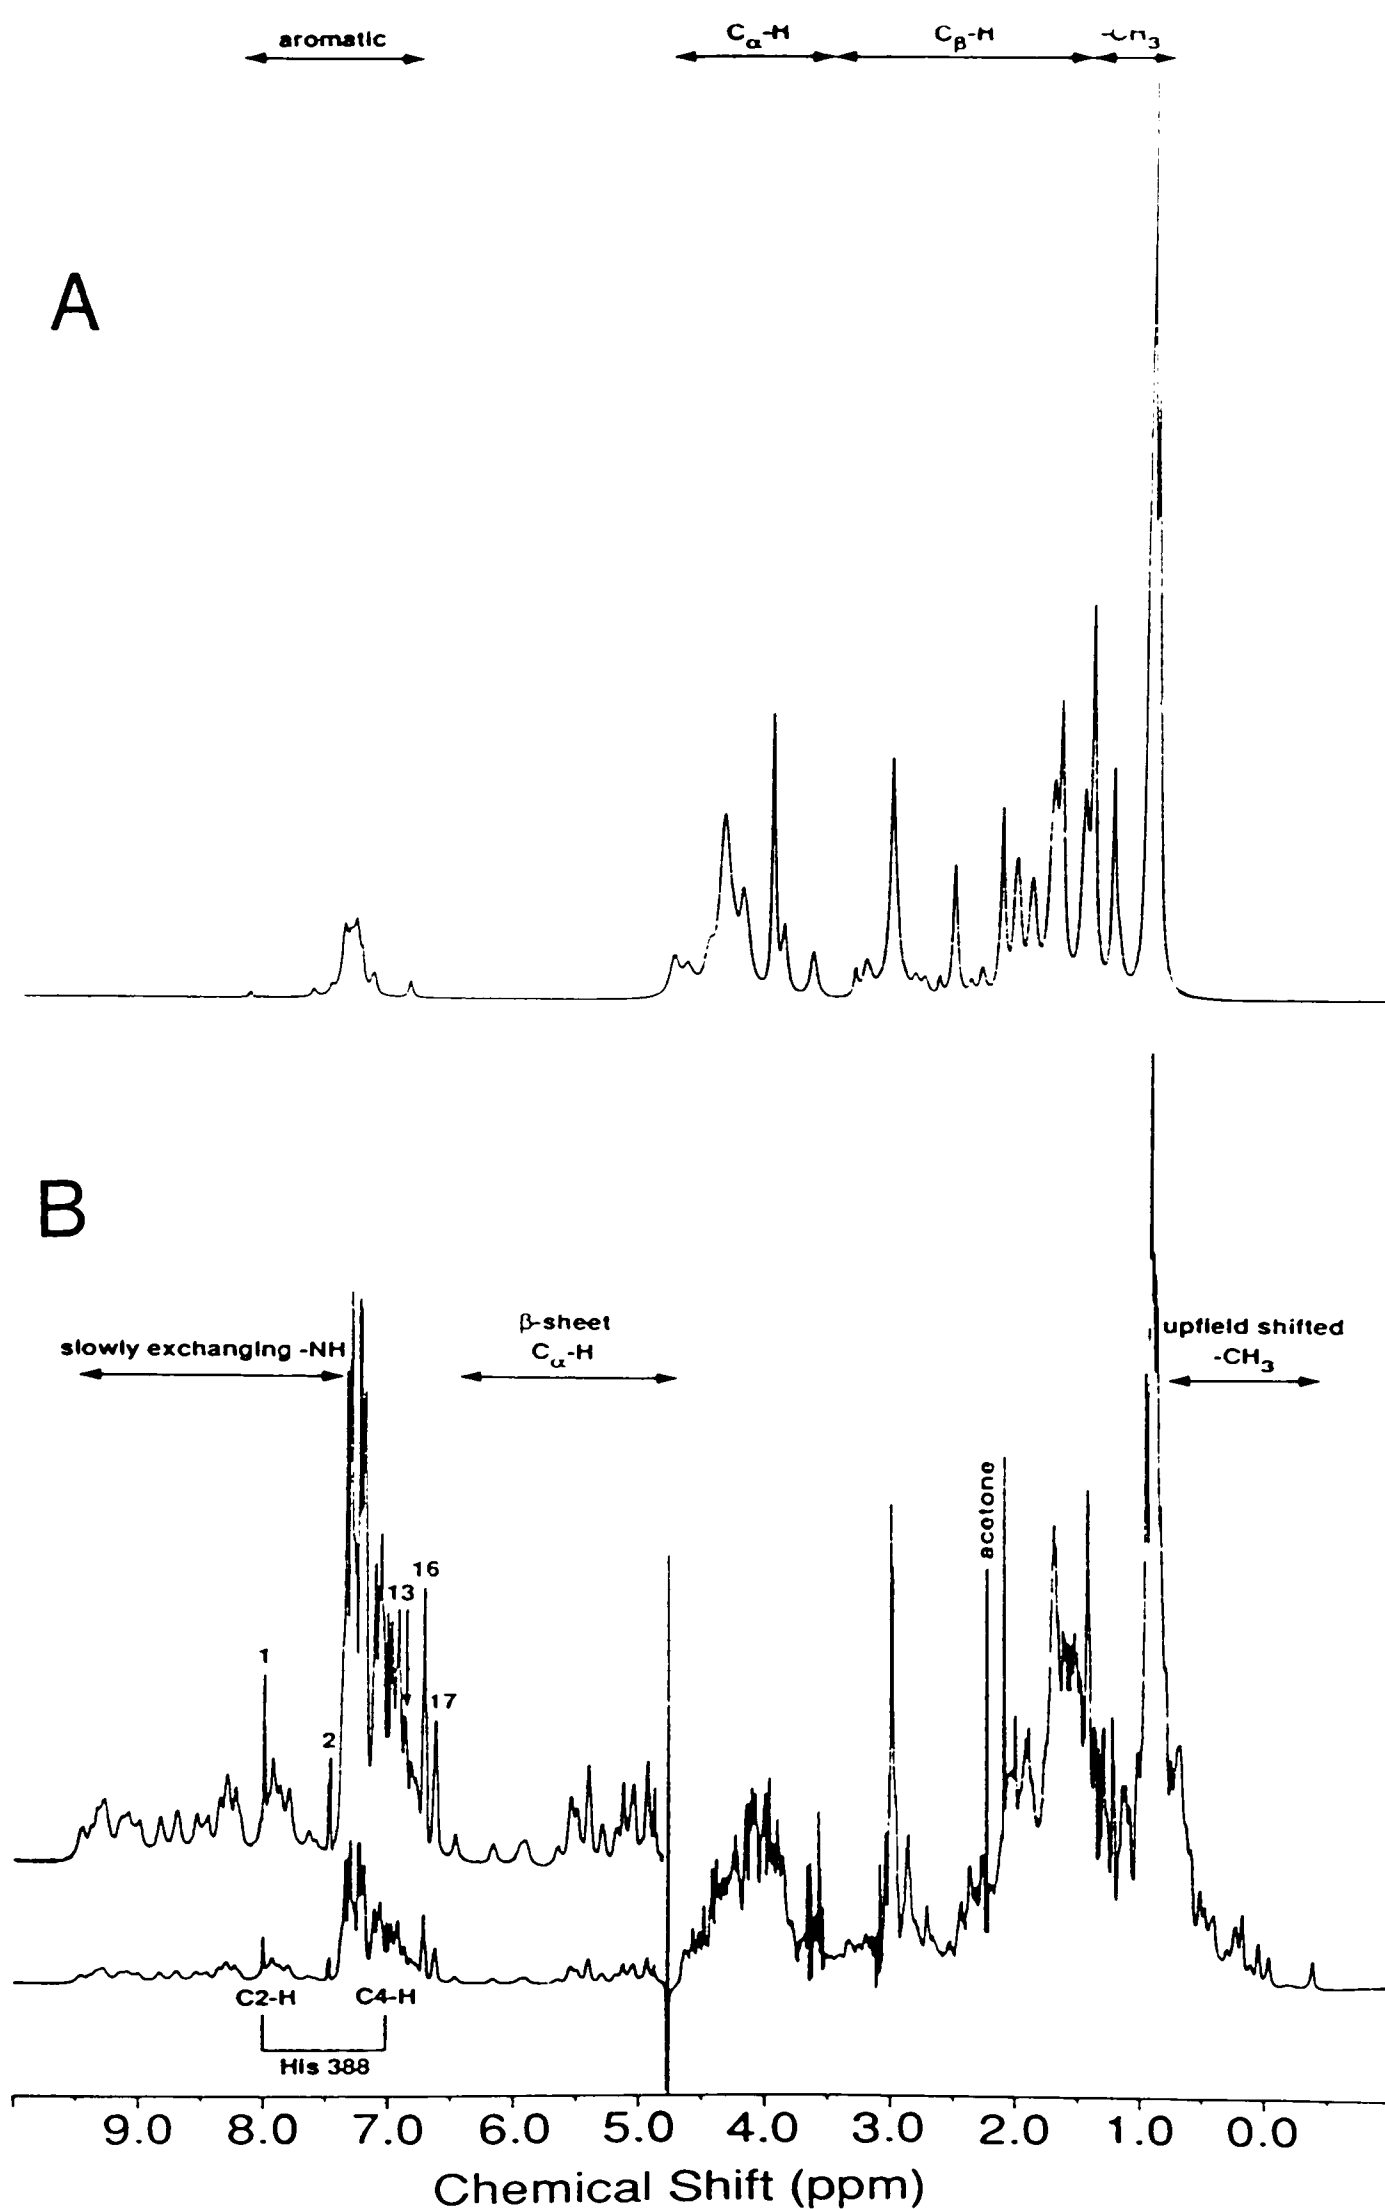 aromatic
Cα-H
Cβ-H
-CH3
A
B
β-sheet
Cα-H
slowly exchanging -NH
upfield shifted
-CH3
acotone
16
13
1
17
2
C2-H
C4-H
His 388
9.0 8.0 7.0 6.0 5.0 4.0 3.0 2.0 1.0 0.0
Chemical Shift (ppm)